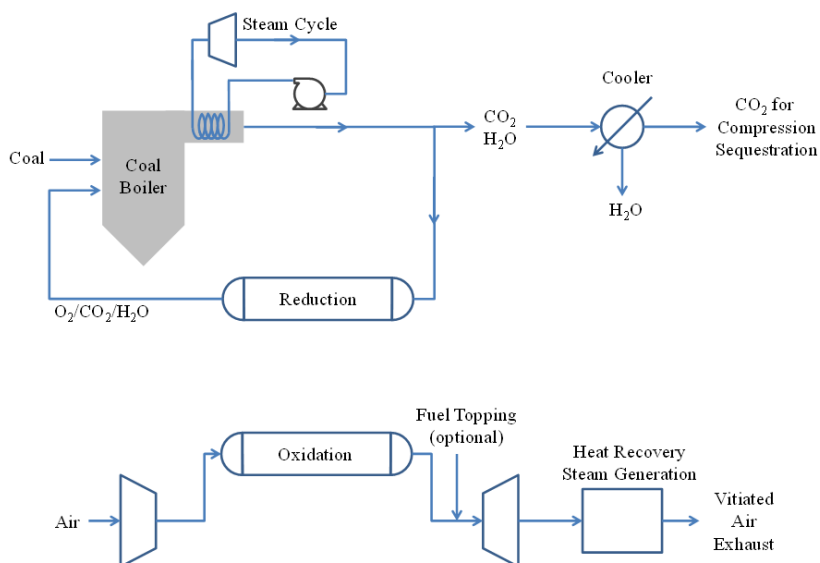 Steam Cycle
Cooler
Coal
Coal
Boiler
CO₂
H₂O
CO₂ for
Compression
Sequestration
H₂O
Reduction
O₂/CO₂/H₂O
Fuel Topping
(optional)
Oxidation
Heat Recovery
Steam Generation
Air
Vitiated
Air
Exhaust